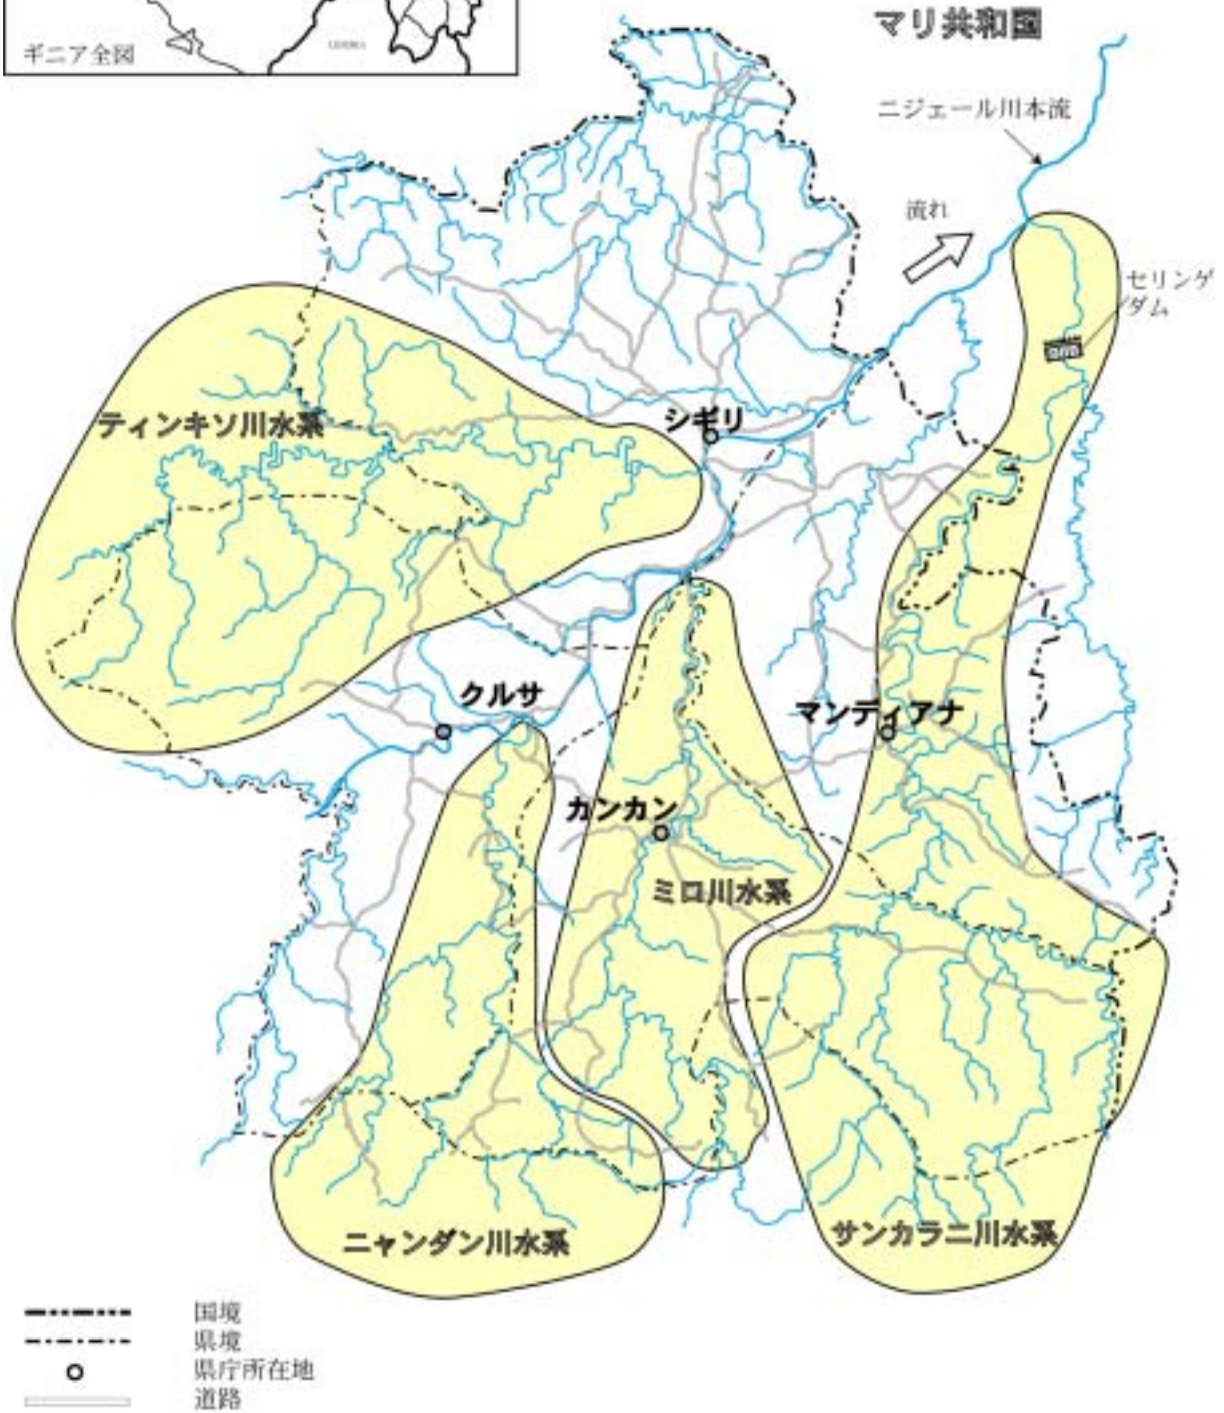 マリ共和国
ギニア全図
ニジェール川本流
流れ
セリンゲ
ダム
シギリ
ティンキソ川水系
クルサ
マンディアナ
カンカン
ミロ川水系
サンカラニ川水系
ニャンダン川水系
国境
県境
県庁所在地
道路